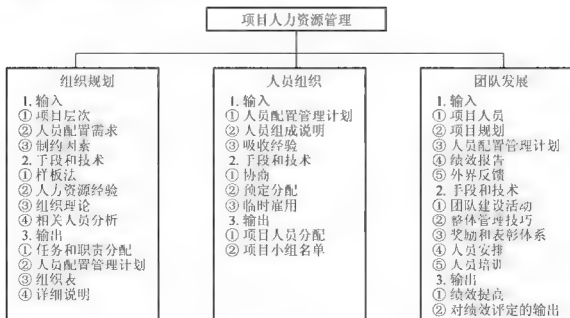 项目人力资源管理
组织规划
1. 输入
① 项目层次
② 人员配置需求
③ 制约因素
2. 手段和技术
① 样板法
② 人力资源经验
③ 组织理论
④ 相关人员分析
3. 输出
① 任务和职责分配
② 人员配置管理计划
③ 组织表
④ 详细说明
人员组织
1. 输入
① 人员配置管理计划
② 人员组成说明
③ 吸收经验
2. 手段和技术
① 协商
② 预定分配
③ 临时雇用
3. 输出
① 项目人员分配
② 项目小组名单
团队发展
1. 输入
① 项目人员
② 项目规划
③ 人员配置管理计划
④ 绩效报告
⑤ 外界反馈
2. 手段和技术
① 团队建设活动
② 整体管理技巧
③ 奖励和表彰体系
④ 人员安排
⑤ 人员培训
3. 输出
① 绩效提高
② 对绩效评定的输出